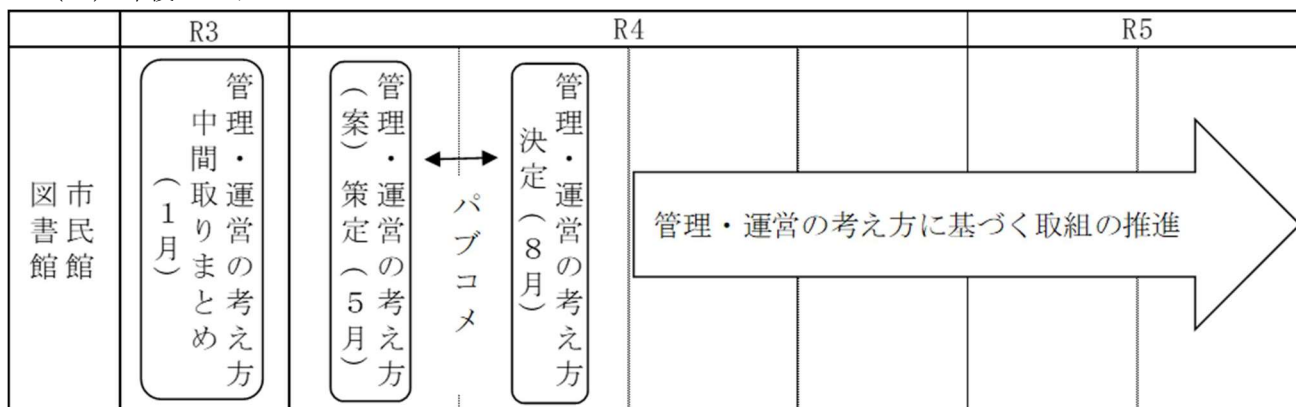 R3
R4
R5
市民館
図書館
管理・運営の考え方
中間取りまとめ
(1月)
管理・運営の考え方
(案)策定(5月)
パブコメ
管理・運営の考え方
決定(8月)
管理・運営の考え方に基づく取組の推進